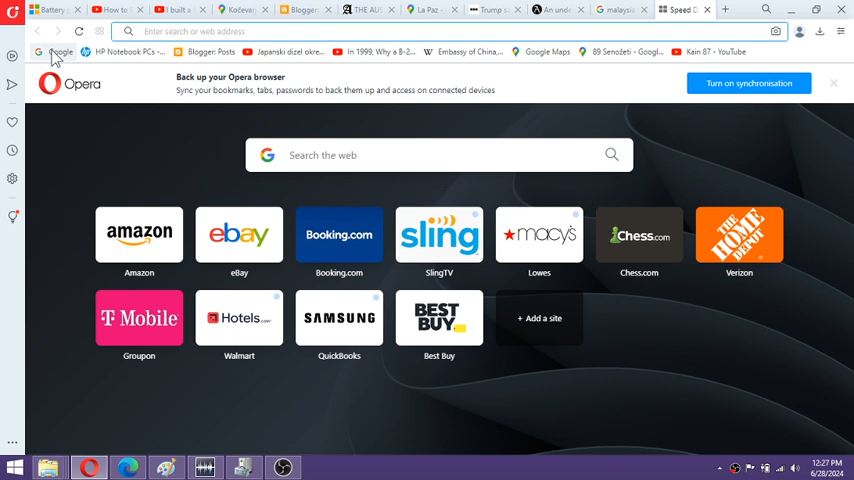 Battery
How to
I built a
Kočevar
Blogger:
THE AU
La Paz -
Trump s
An unde
malaysi
Speed D
Enter search or web address
Google
HP Notebook PCs -...
Blogger: Posts
Japanski dizel okre...
In 1999, Why a B-2...
Embassy of China,...
Google Maps
89 Senožeti - Googl...
Kain 87 - YouTube
Opera
Back up your Opera browser
Sync your bookmarks, tabs, passwords to back them up and access on connected devices
Turn on synchronisation
Search the web
amazon
ebay
Booking.com
sling
macy's
Chess.com
THE HOME DEPOT
Amazon
eBay
Booking.com
SlingTV
Lowes
Chess.com
Verizon
T Mobile
Hotels.com
SAMSUNG
BEST BUY
+ Add a site
Groupon
Walmart
QuickBooks
Best Buy
12:27 PM
6/28/2024